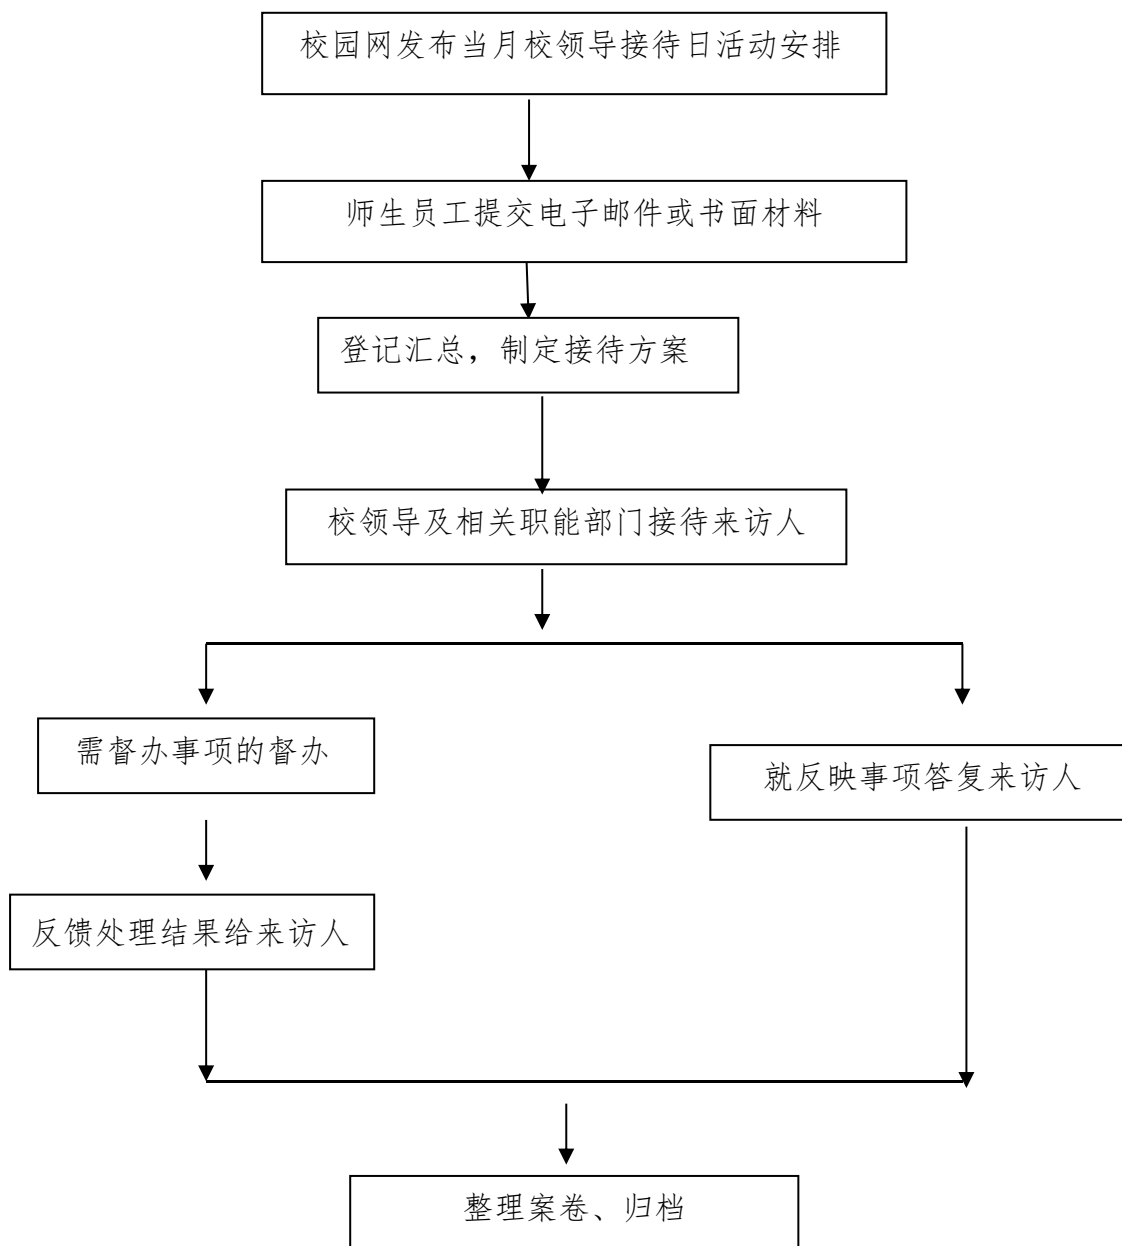 校园网发布当月校领导接待日活动安排
师生员工提交电子邮件或书面材料
登记汇总，制定接待方案
校领导及相关职能部门接待来访人
需督办事项的督办
就反映事项答复来访人
反馈处理结果给来访人
整理案卷、归档